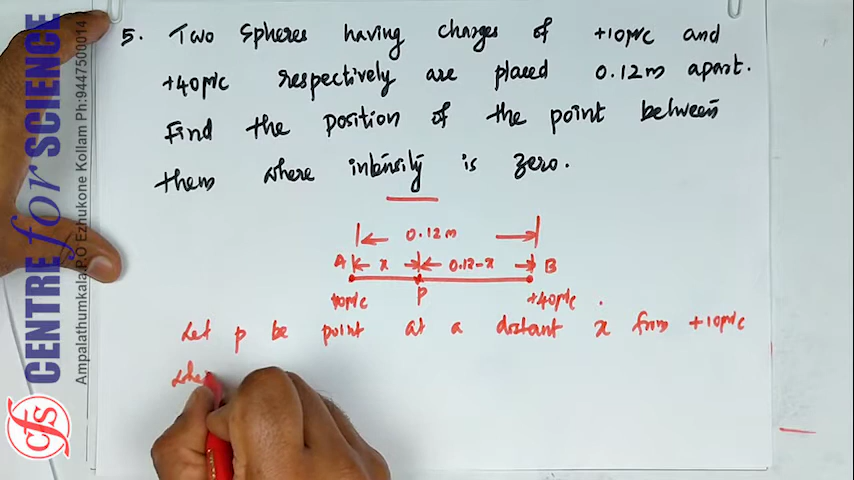 5. Two spheres having charges of +10μc and
+40μc respectively are placed 0.12m apart.
Find the position of the point between
them where intensity is zero.
0.12m
A x 0.12-x B
10μc P +40μc
Let p be point at a distant x from +10μc
whe
CENTRE for SCIENCE
Ampalathumkala P.O Ezhukone Kollam Ph:9447500014
cfs